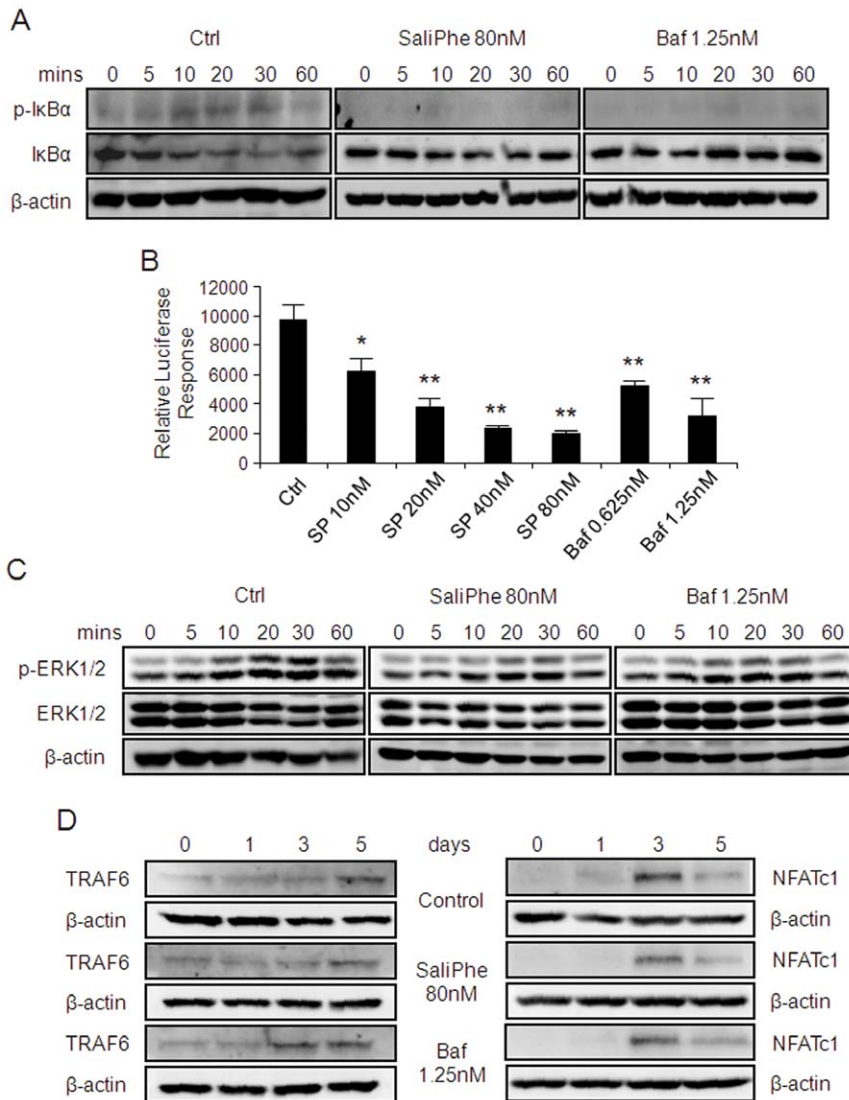 A
Ctrl SaliPhe 80nM Baf 1.25nM
mins 0 5 10 20 30 60 0 5 10 20 30 60 0 5 10 20 30 60
p-IκBα
IκBα
β-actin
B
Relative Luciferase
Response
12000
10000
8000
6000
4000
2000
0
* ** ** ** ** **
Ctrl SP 10nM SP 20nM SP 40nM SP 80nM Baf 0.625nM Baf 1.25nM
C
Ctrl SaliPhe 80nM Baf 1.25nM
mins 0 5 10 20 30 60 0 5 10 20 30 60 0 5 10 20 30 60
p-ERK1/2
ERK1/2
β-actin
D
0 1 3 5 days 0 1 3 5
TRAF6 Control NFATc1
β-actin β-actin
TRAF6 SaliPhe 80nM NFATc1
β-actin β-actin
TRAF6 Baf 1.25nM NFATc1
β-actin β-actin